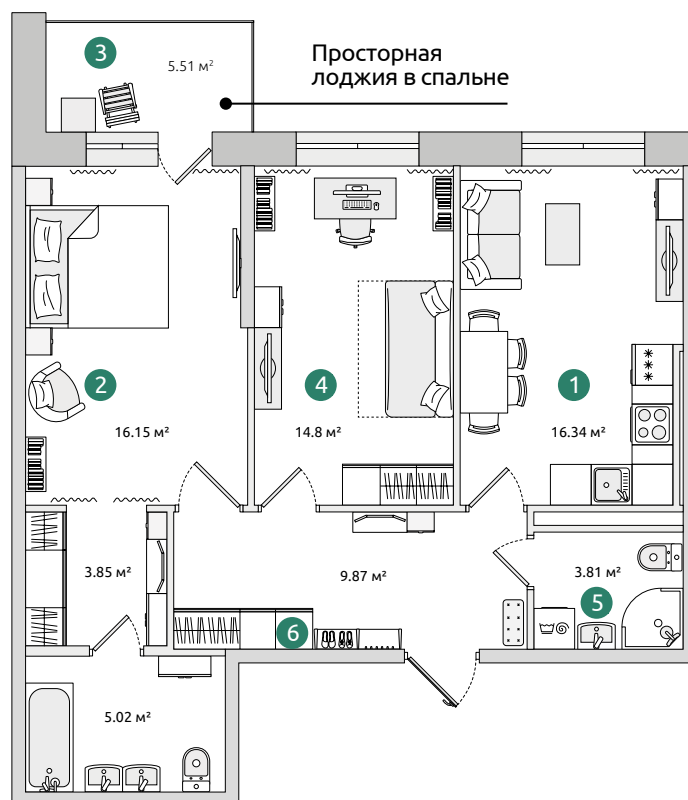 3
5.51 м²
Просторная
лоджия в спальне
2
16.15 м²
4
14.8 м²
1
16.34 м²
3.85 м²
9.87 м²
3.81 м²
5
6
5.02 м²